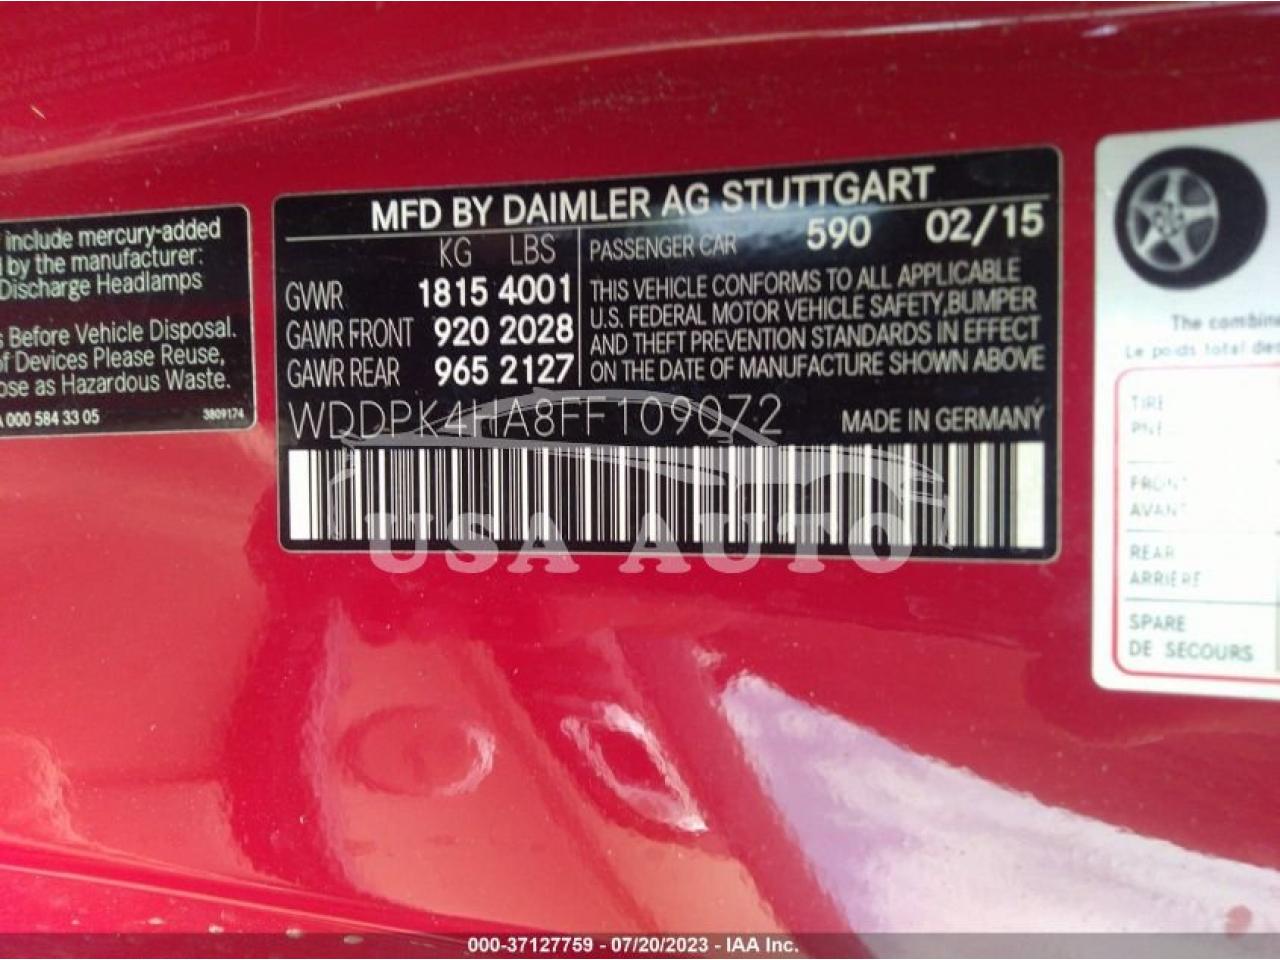 include mercury-added
by the manufacturer:
Discharge Headlamps
Before Vehicle Disposal.
of Devices Please Reuse,
as Hazardous Waste.
A 000 584 33 05 3809174
MFD BY DAIMLER AG STUTTGART
KG LBS
GVWR 1815 4001
GAWR FRONT 920 2028
GAWR REAR 965 2127
PASSENGER CAR 590 02/15
THIS VEHICLE CONFORMS TO ALL APPLICABLE
U.S. FEDERAL MOTOR VEHICLE SAFETY,BUMPER
AND THEFT PREVENTION STANDARDS IN EFFECT
ON THE DATE OF MANUFACTURE SHOWN ABOVE
WDDPK4HA8FF109072 MADE IN GERMANY
USA AUTO
The
Le poids total des
TIRE
FRONT
AVANT
REAR
ARRIÈRE
SPARE
DE SECOURS
000-37127759 - 07/20/2023 - IAA Inc.